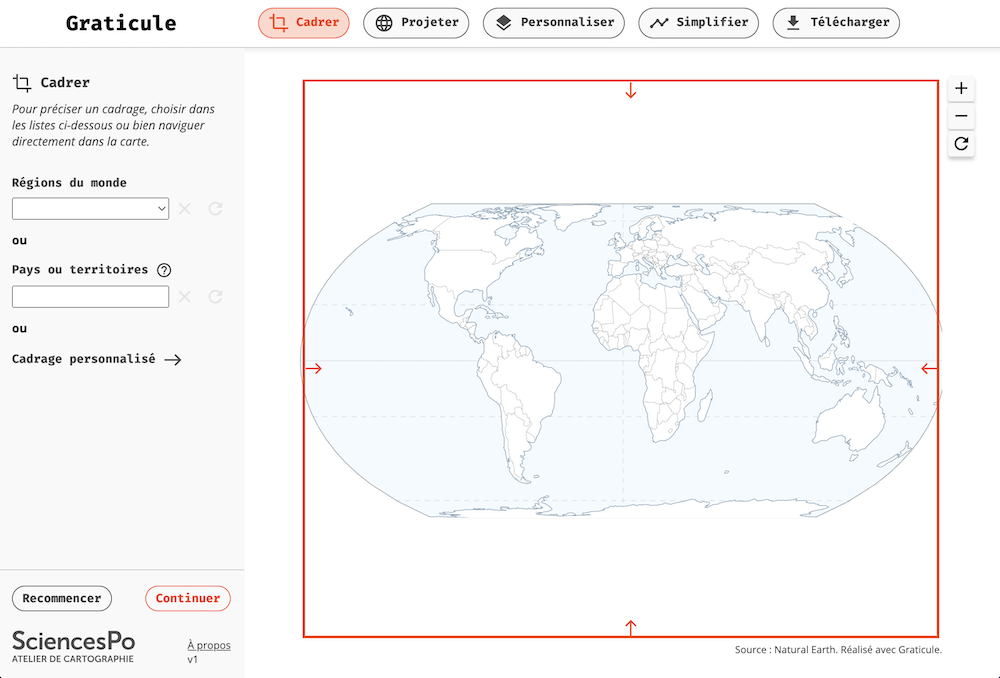 Graticule
Cadrer
Projeter
Personnaliser
Simplifier
Télécharger
Cadrer
Pour préciser un cadrage, choisir dans
les listes ci-dessous ou bien naviguer
directement dans la carte.
Régions du monde
ou
Pays ou territoires ?
ou
Cadrage personnalisé →
Recommencer
Continuer
SciencesPo
ATELIER DE CARTOGRAPHIE
À propos
v1
Source : Natural Earth. Réalisé avec Graticule.